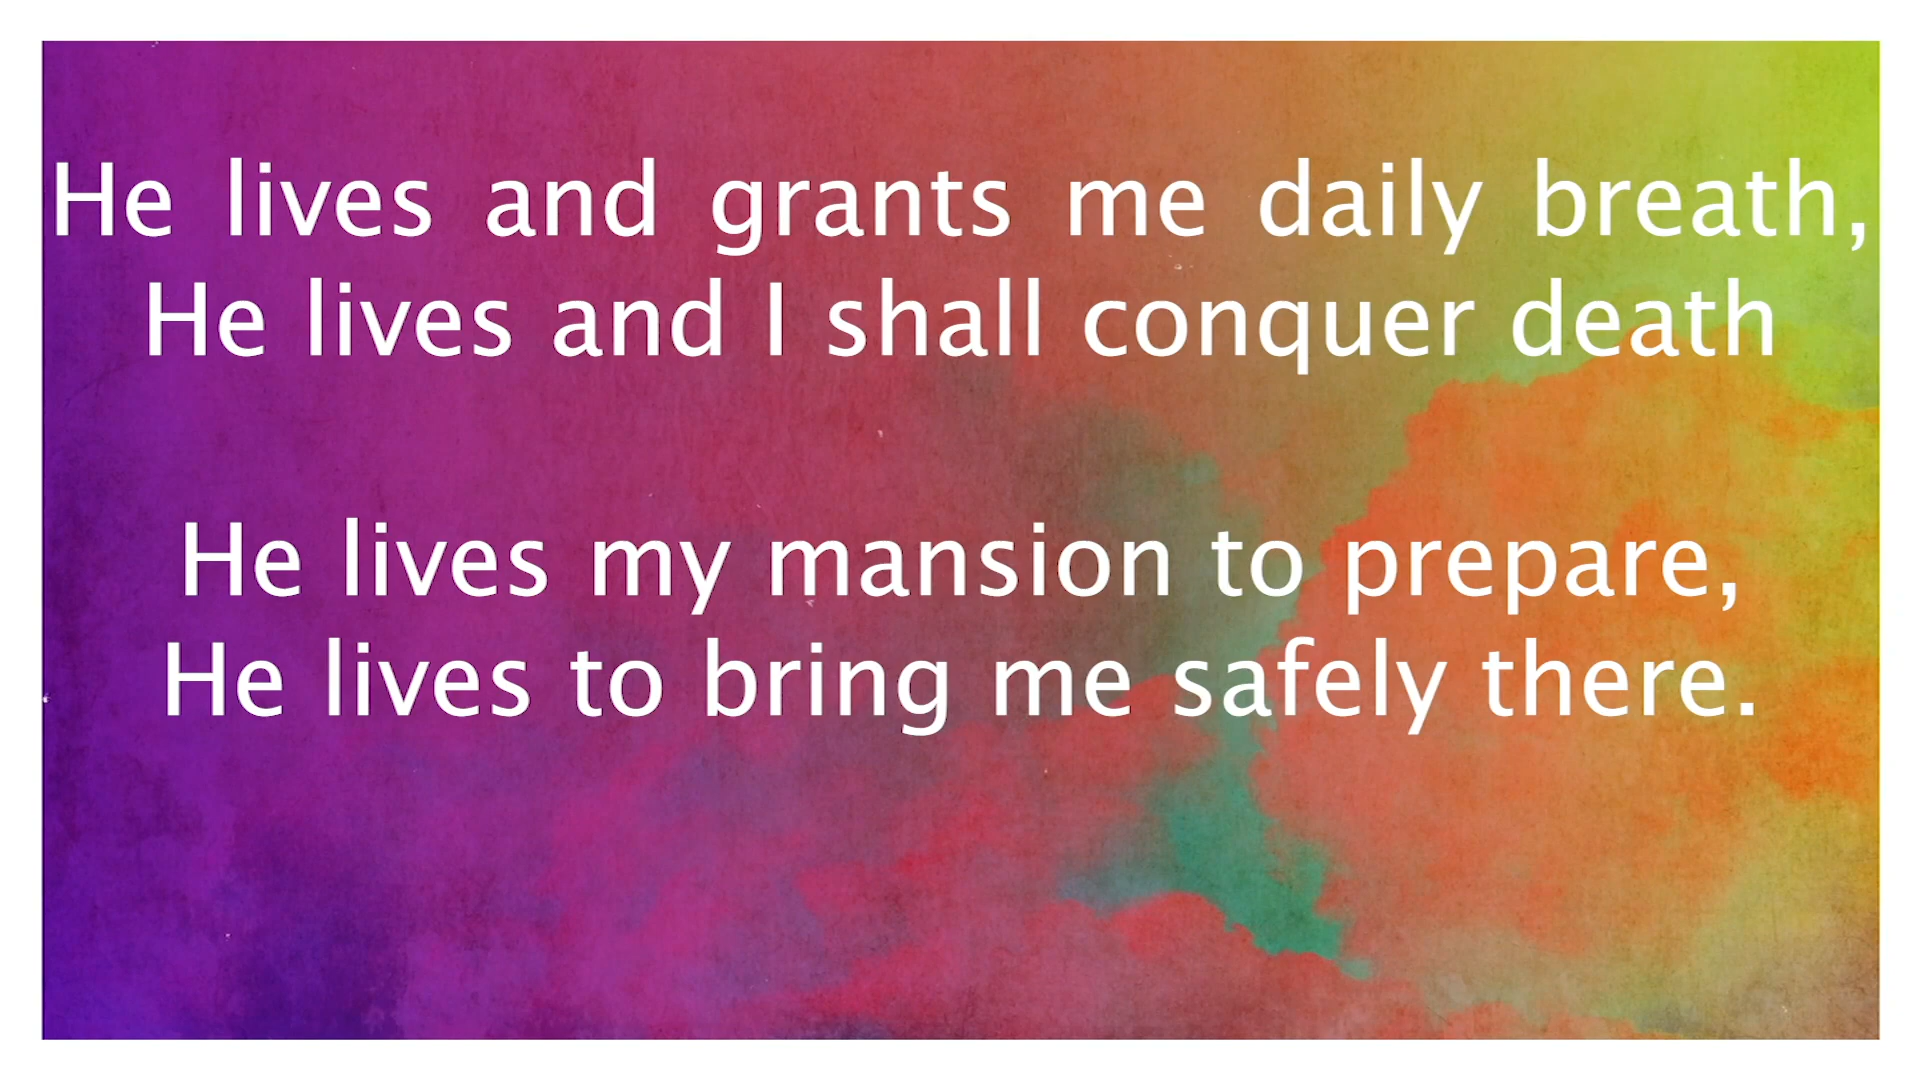 He lives and grants me daily breath,
He lives and I shall conquer death
He lives my mansion to prepare,
He lives to bring me safely there.